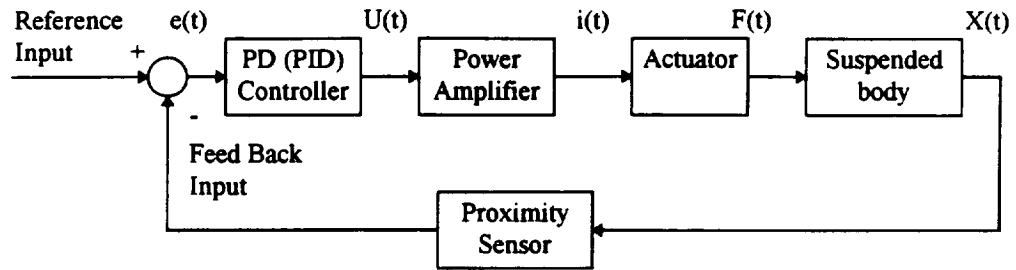 Reference
Input
e(t)
U(t)
i(t)
F(t)
X(t)
+
PD (PID)
Controller
Power
Amplifier
Actuator
Suspended
body
-
Feed Back
Input
Proximity
Sensor